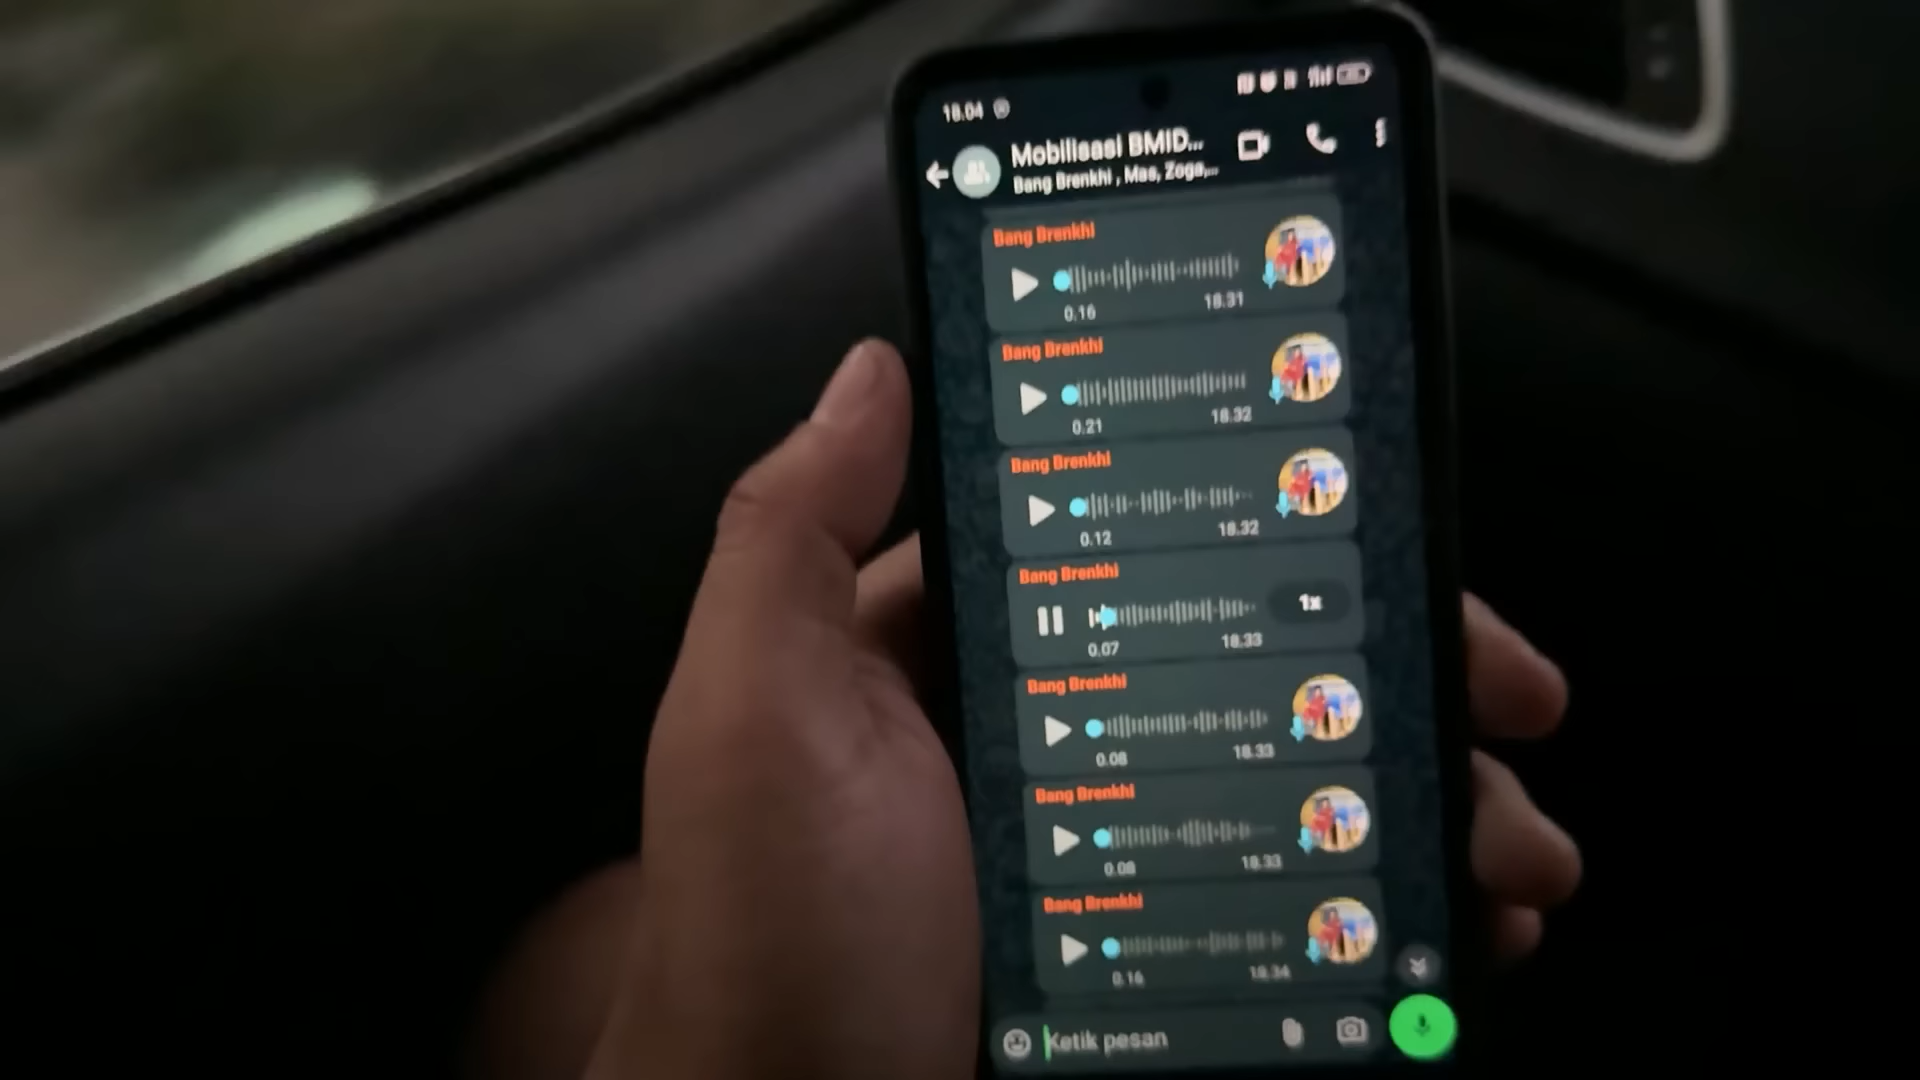 18.04
Mobilisasi BMID...
Bang Brenkhi , Mas, Zoga,...
Bang Brenkhi
0.16 18.31
Bang Brenkhi
0.21 18.32
Bang Brenkhi
0.12 18.32
Bang Brenkhi
1x
0.07 18.33
Bang Brenkhi
0.08 18.33
Bang Brenkhi
0.08 18.33
Bang Brenkhi
0.16 18.34
Ketik pesan